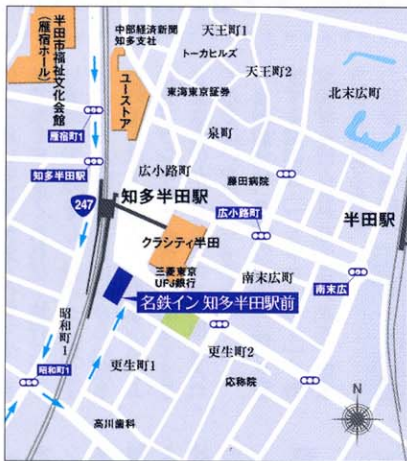 半田市福祉文化会館
(雁宿ホール)
中部経済新聞
知多支社
天王町1
トーカヒルズ
天王町2
ユーストア
東海東京証券
北末広町
雁宿町1
泉町
知多半田駅
広小路町
藤田病院
247
知多半田駅
広小路町
半田駅
クラシティ半田
三菱東京
UFJ銀行
南末広町
南末広
名鉄イン 知多半田駅前
昭和町1
更生町1
更生町2
昭和町1
応称院
高川歯科
N